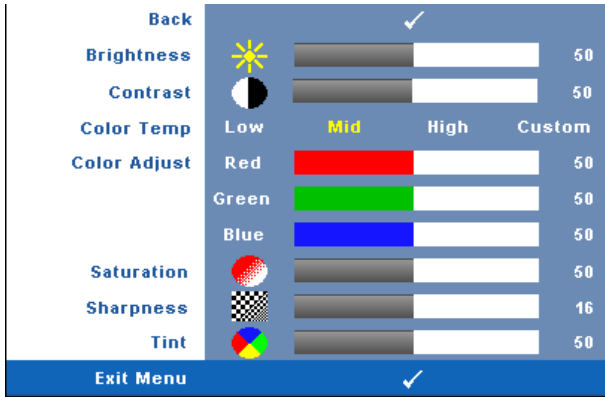 Back
Brightness 50
Contrast 50
Color Temp Low Mid High Custom
Color Adjust Red 50
Green 50
Blue 50
Saturation 50
Sharpness 16
Tint 50
Exit Menu